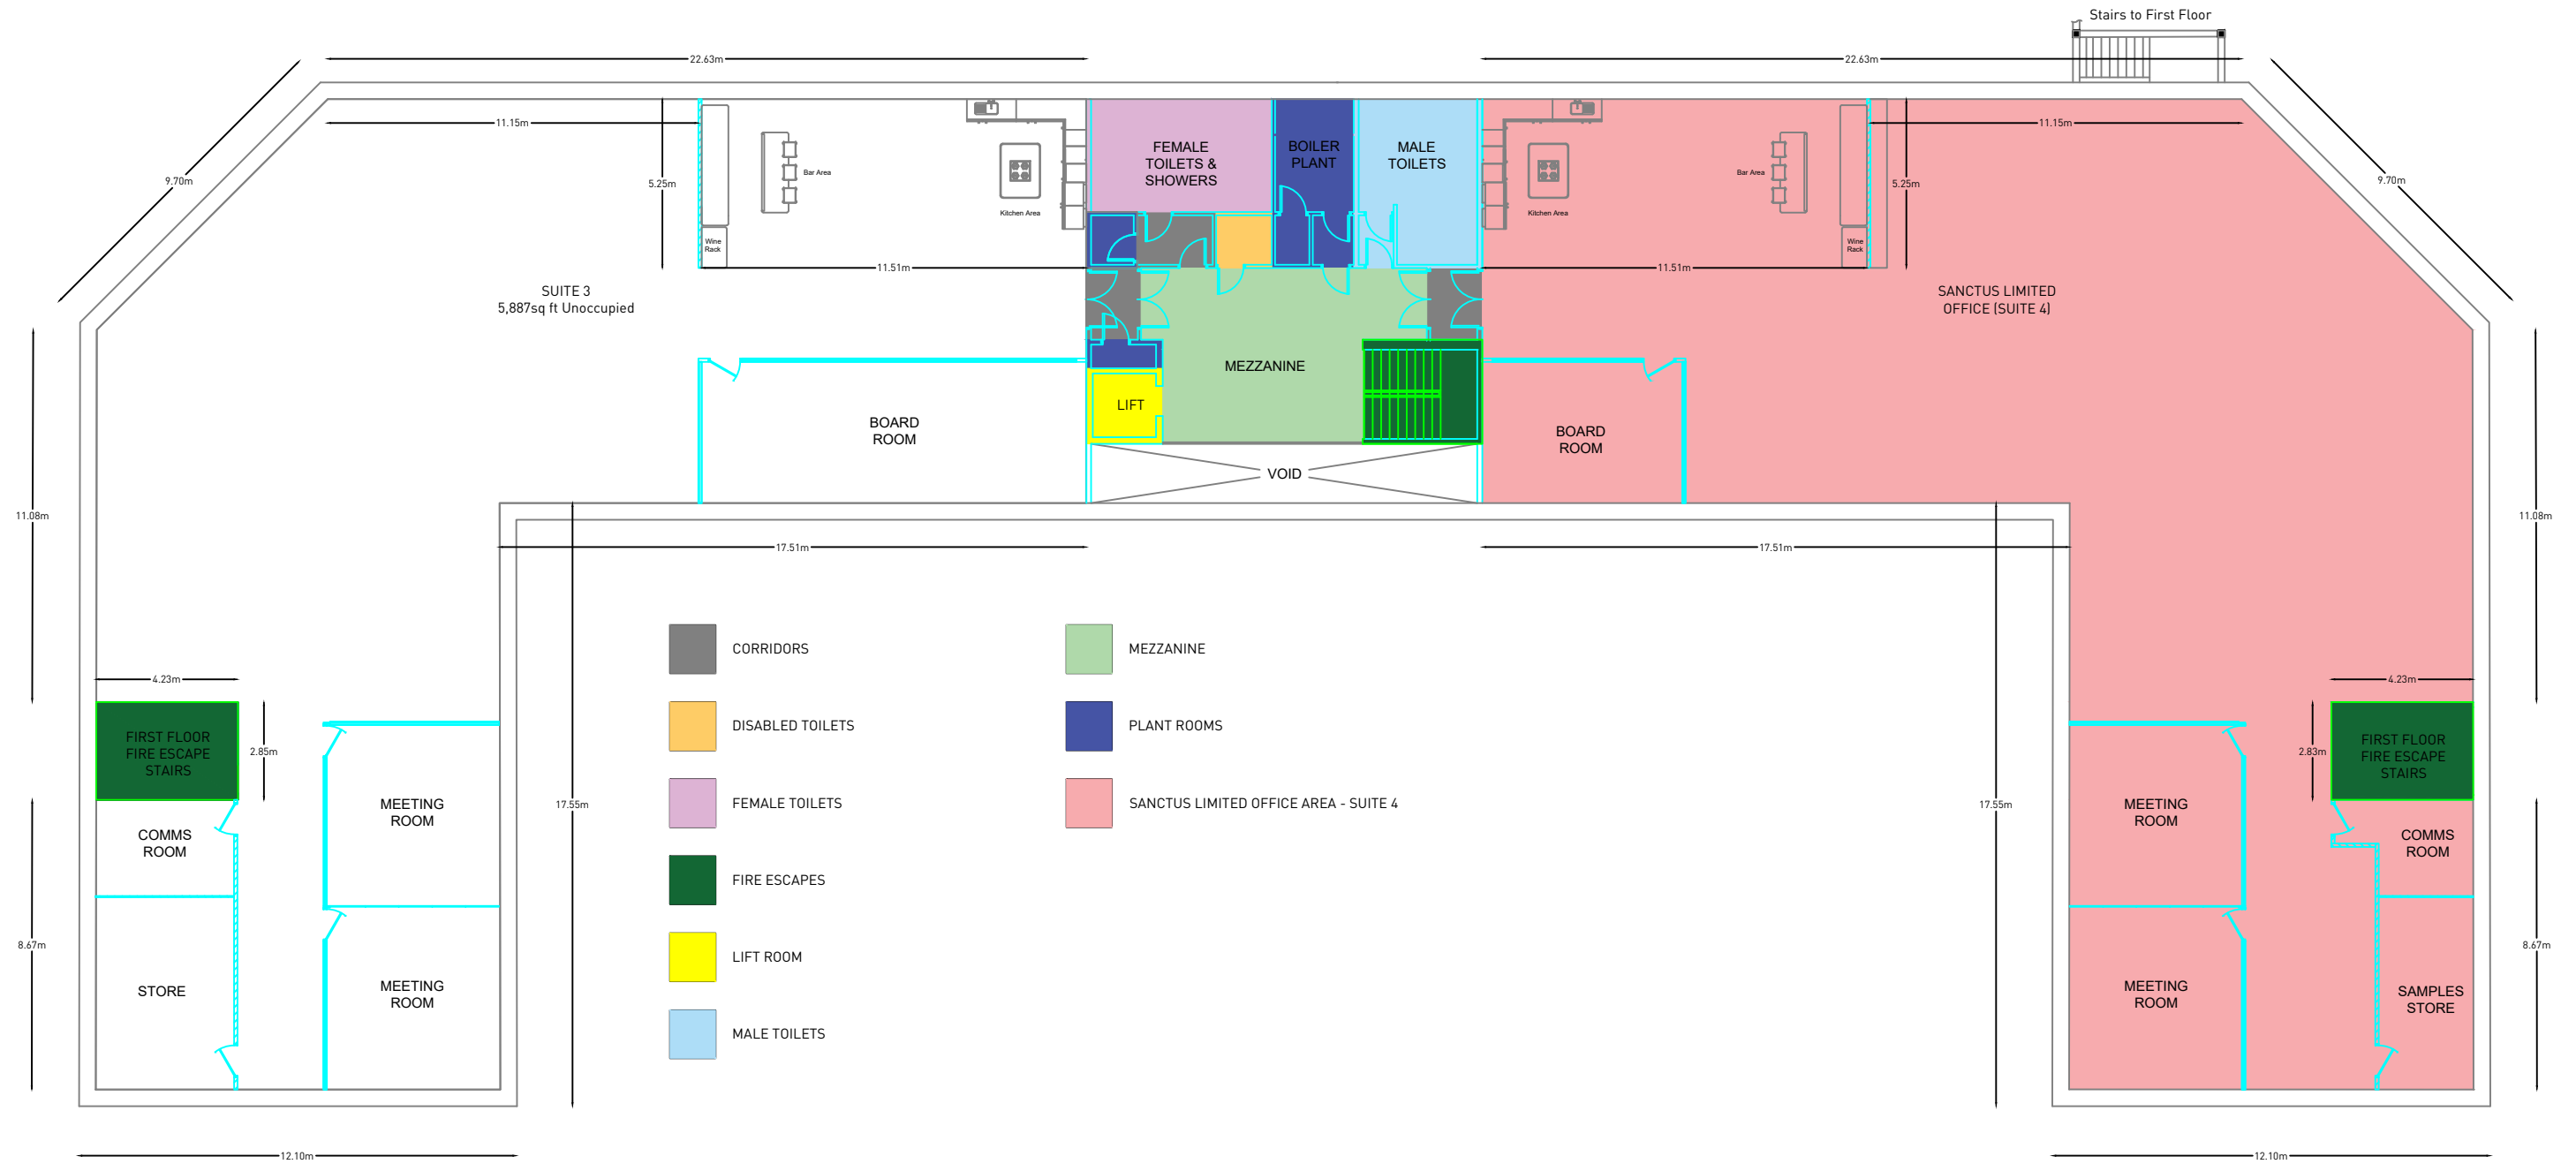 Stairs to First Floor
22.63m
22.63m
11.15m
11.15m
9.70m
9.70m
5.25m
5.25m
Bar Area
Bar Area
Kitchen Area
Kitchen Area
Wine
Rack
Wine
Rack
FEMALE
TOILETS &
SHOWERS
BOILER
PLANT
MALE
TOILETS
11.51m
11.51m
SUITE 3
5,887sq ft Unoccupied
SANCTUS LIMITED
OFFICE (SUITE 4)
MEZZANINE
LIFT
BOARD
ROOM
BOARD
ROOM
VOID
11.08m
11.08m
17.51m
17.51m
4.23m
4.23m
FIRST FLOOR
FIRE ESCAPE
STAIRS
2.85m
2.83m
FIRST FLOOR
FIRE ESCAPE
STAIRS
COMMS
ROOM
MEETING
ROOM
17.55m
17.55m
MEETING
ROOM
COMMS
ROOM
8.67m
8.67m
STORE
MEETING
ROOM
MEETING
ROOM
SAMPLES
STORE
CORRIDORS
DISABLED TOILETS
FEMALE TOILETS
FIRE ESCAPES
LIFT ROOM
MALE TOILETS
MEZZANINE
PLANT ROOMS
SANCTUS LIMITED OFFICE AREA - SUITE 4
12.10m
12.10m